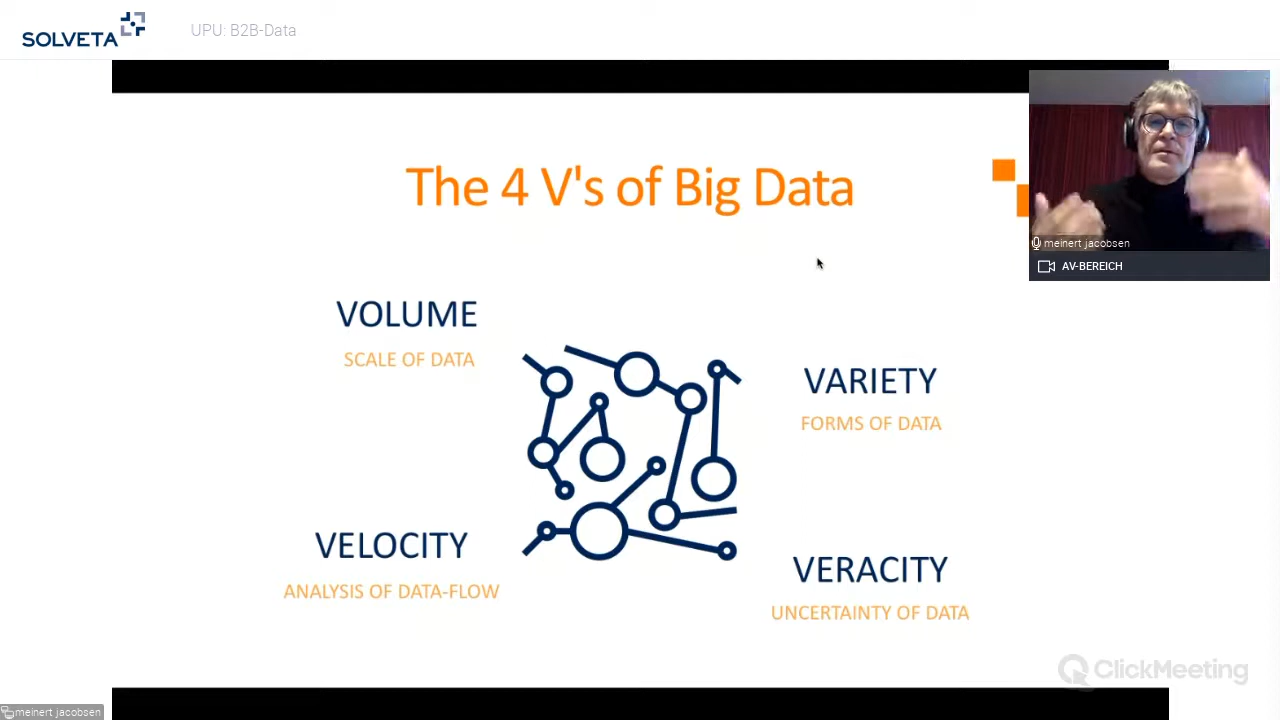 SOLVETA
UPU: B2B-Data
The 4 V's of Big Data
meinert jacobsen
AV-BEREICH
VOLUME
SCALE OF DATA
VARIETY
FORMS OF DATA
VELOCITY
ANALYSIS OF DATA-FLOW
VERACITY
UNCERTAINTY OF DATA
ClickMeeting
meinert jacobsen